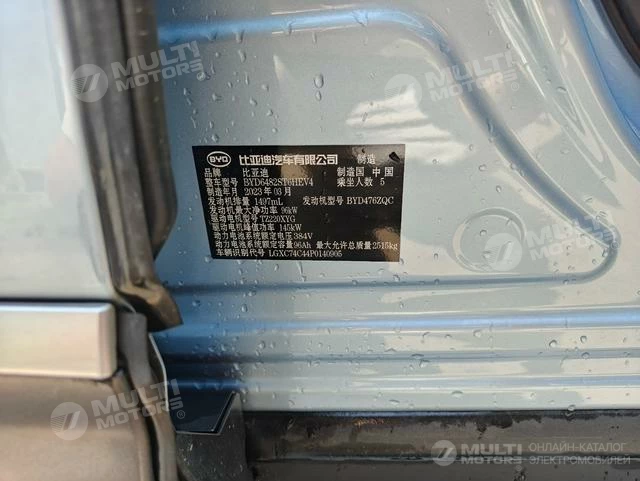 BYD 比亚迪汽车有限公司 制造
品牌 比亚迪 制造国 中国
整车型号 BYD6482ST6HEV4 乘坐人数 5
制造年月 2023年03月
发动机排量 1497mL 发动机型号 BYD476ZQC
发动机最大净功率 96kW
驱动电机型号 TZ220XYG
驱动电机峰值功率 145kW
动力电池系统额定电压 384V
动力电池系统额定容量 96Ah 最大允许总质量 2515kg
车辆识别代号 LGXC74C44P0140905
MULTI MOTORS
MULTI MOTORS
MULTI MOTORS
MULTI MOTORS
MULTI MOTORS
MULTI MOTORS ОНЛАЙН-КАТАЛОГ
ЭЛЕКТРОМОБИЛЕЙ